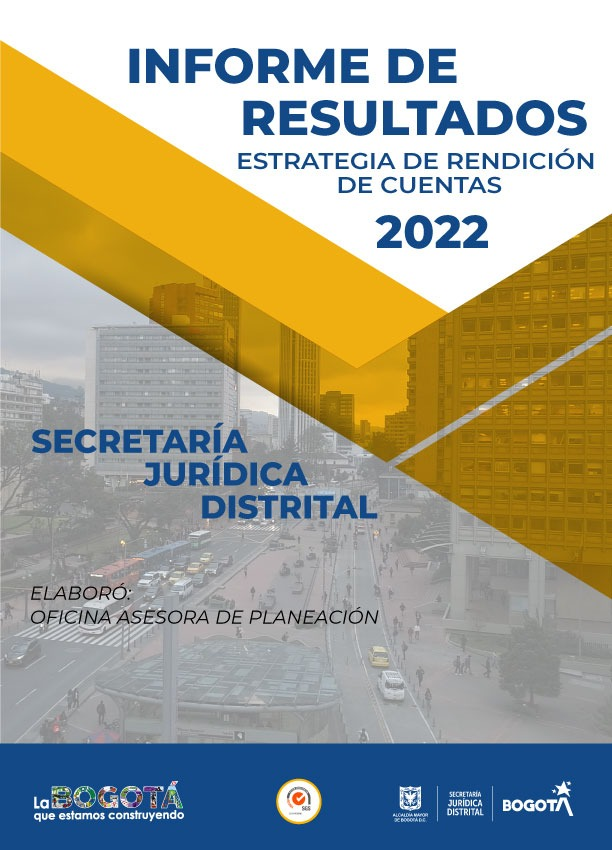 INFORME DE
RESULTADOS
ESTRATEGIA DE RENDICIÓN
DE CUENTAS
2022
SECRETARÍA
JURÍDICA
DISTRITAL
ELABORÓ:
OFICINA ASESORA DE PLANEACIÓN
La BOGOTÁ
que estamos construyendo
SGS
ALCALDÍA MAYOR
DE BOGOTÁ D.C.
SECRETARÍA
JURÍDICA
DISTRITAL
BOGOTÁ